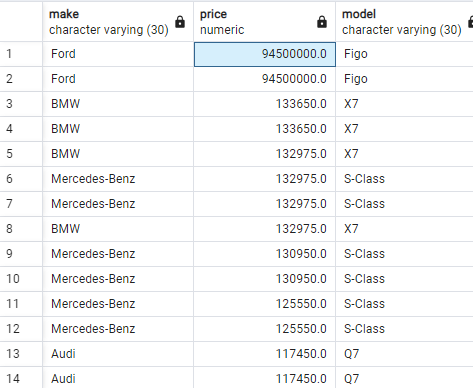 make price model
character varying (30) numeric character varying (30)
1 Ford 94500000.0 Figo
2 Ford 94500000.0 Figo
3 BMW 133650.0 X7
4 BMW 133650.0 X7
5 BMW 132975.0 X7
6 Mercedes-Benz 132975.0 S-Class
7 Mercedes-Benz 132975.0 S-Class
8 BMW 132975.0 X7
9 Mercedes-Benz 130950.0 S-Class
10 Mercedes-Benz 130950.0 S-Class
11 Mercedes-Benz 125550.0 S-Class
12 Mercedes-Benz 125550.0 S-Class
13 Audi 117450.0 Q7
14 Audi 117450.0 Q7